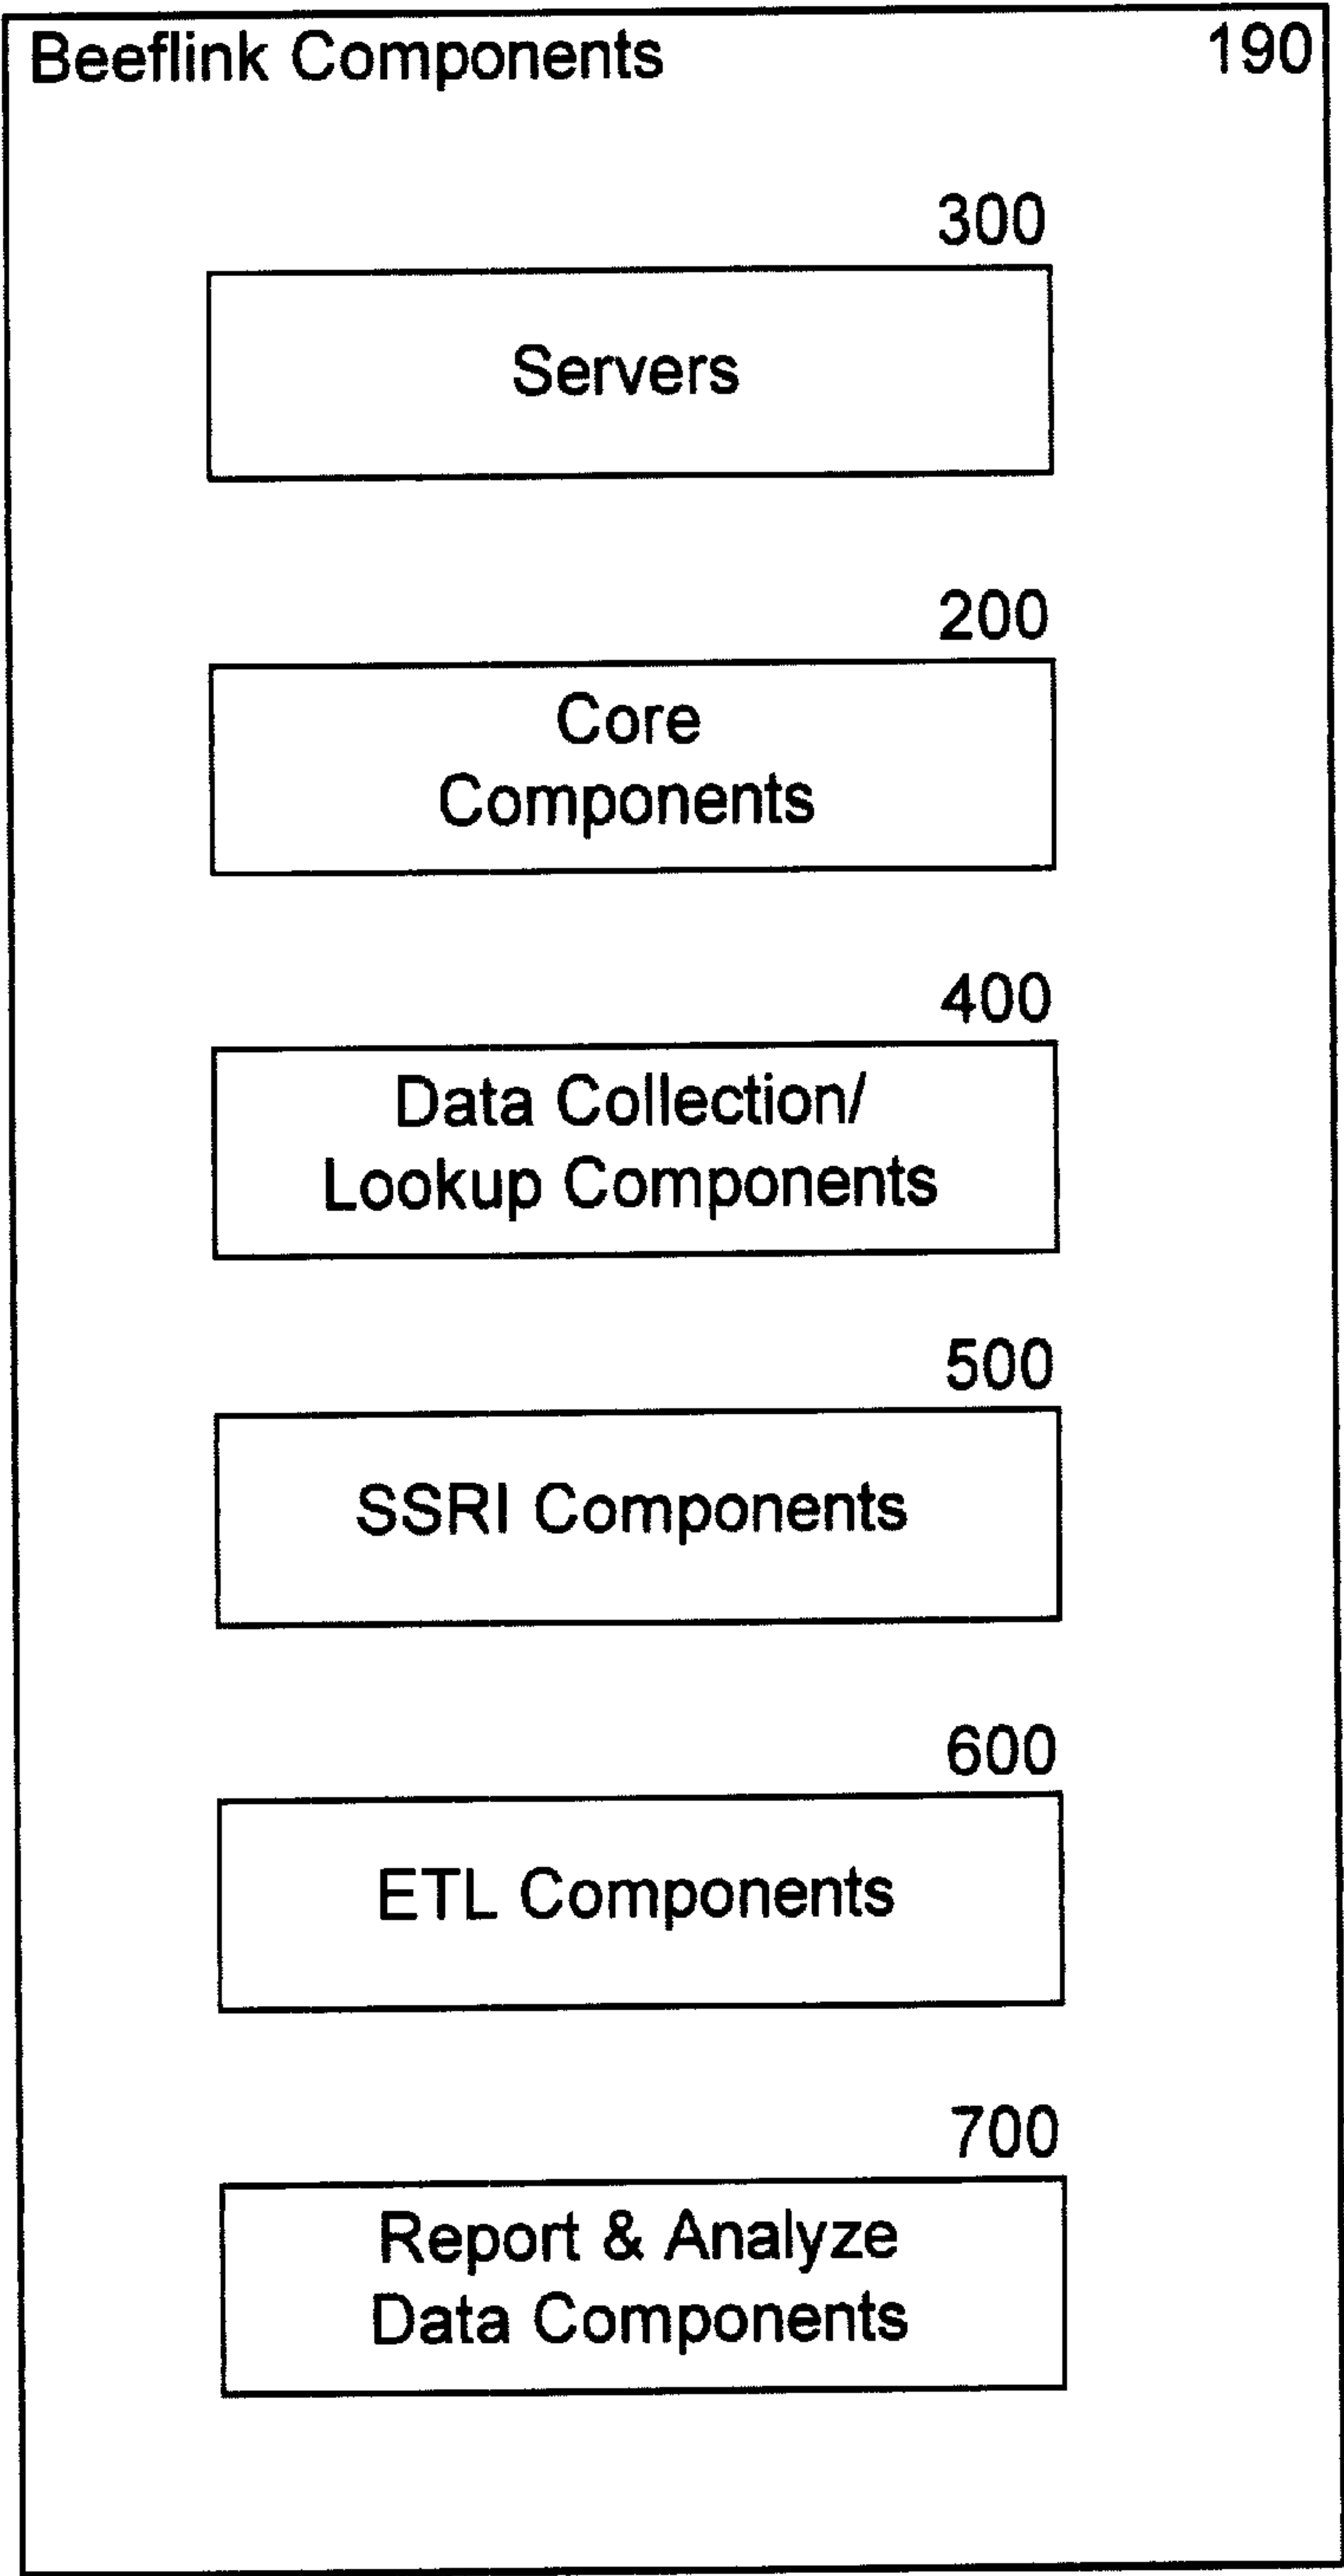 Beeflink Components 190
300
Servers
200
Core
Components
400
Data Collection/
Lookup Components
500
SSRI Components
600
ETL Components
700
Report & Analyze
Data Components